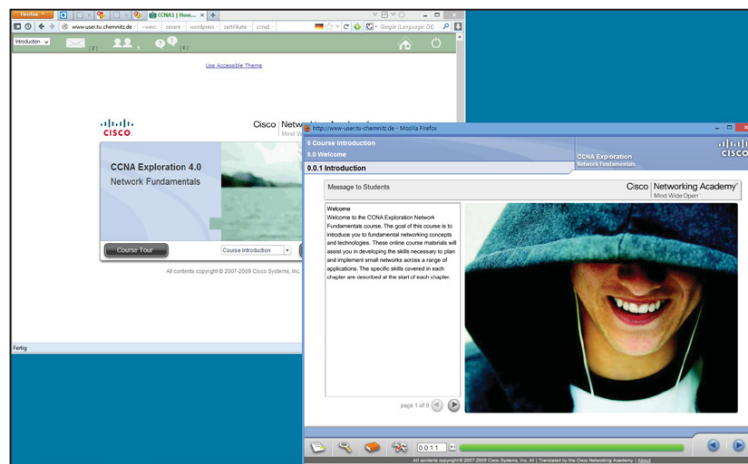 Firefox
CCNA1 | How...
www-user.tu-chemnitz.de
zertifikate
wordpress
Google (Language: DE)
Introduction
[2]
[4]
Use Accessible Theme
CISCO
Cisco Netw
Mind W
CCNA Exploration 4.0
Network Fundamentals
Course Tour
Course Introduction
All contents copyright © 2007-2009 Cisco Systems, Inc.
Fertig
http://www-user.tu-chemnitz.de - Mozilla Firefox
0 Course Introduction
0.0 Welcome
CCNA Exploration
Network Fundamentals
CISCO
0.0.1 Introduction
Message to Students
Cisco Networking Academy
Mind Wide Open
Welcome
Welcome to the CCNA Exploration Network
Fundamentals course. The goal of this course is to
introduce you to fundamental networking concepts
and technologies. These online course materials will
assist you in developing the skills necessary to plan
and implement small networks across a range of
applications. The specific skills covered in each
chapter are described at the start of each chapter.
page 1 of 9
0.0.1.1
All contents copyright © 2007-2009 Cisco Systems, Inc. All | Translated by the Cisco Networking Academy | About